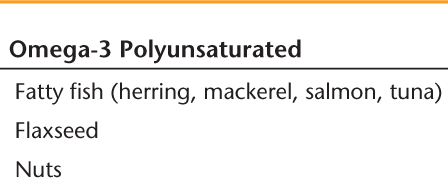 Omega-3 Polyunsaturated
Fatty fish (herring, mackerel, salmon, tuna)
Flaxseed
Nuts